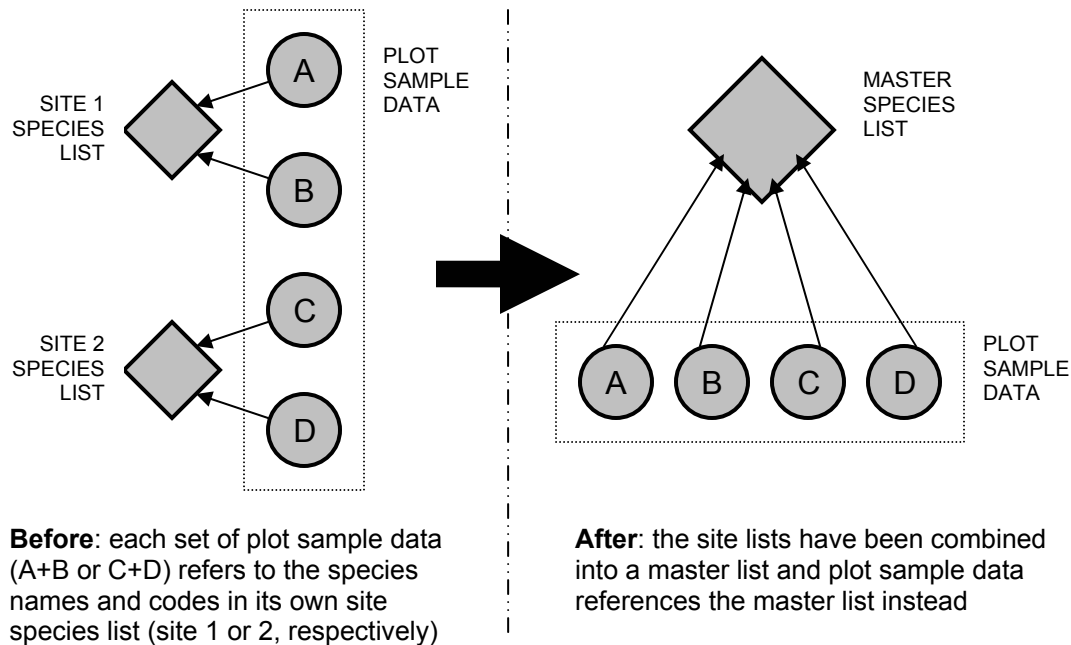 SITE 1
SPECIES
LIST
A
B
PLOT
SAMPLE
DATA
SITE 2
SPECIES
LIST
C
D
MASTER
SPECIES
LIST
A
B
C
D
PLOT
SAMPLE
DATA
Before: each set of plot sample data
(A+B or C+D) refers to the species
names and codes in its own site
species list (site 1 or 2, respectively)
After: the site lists have been combined
into a master list and plot sample data
references the master list instead